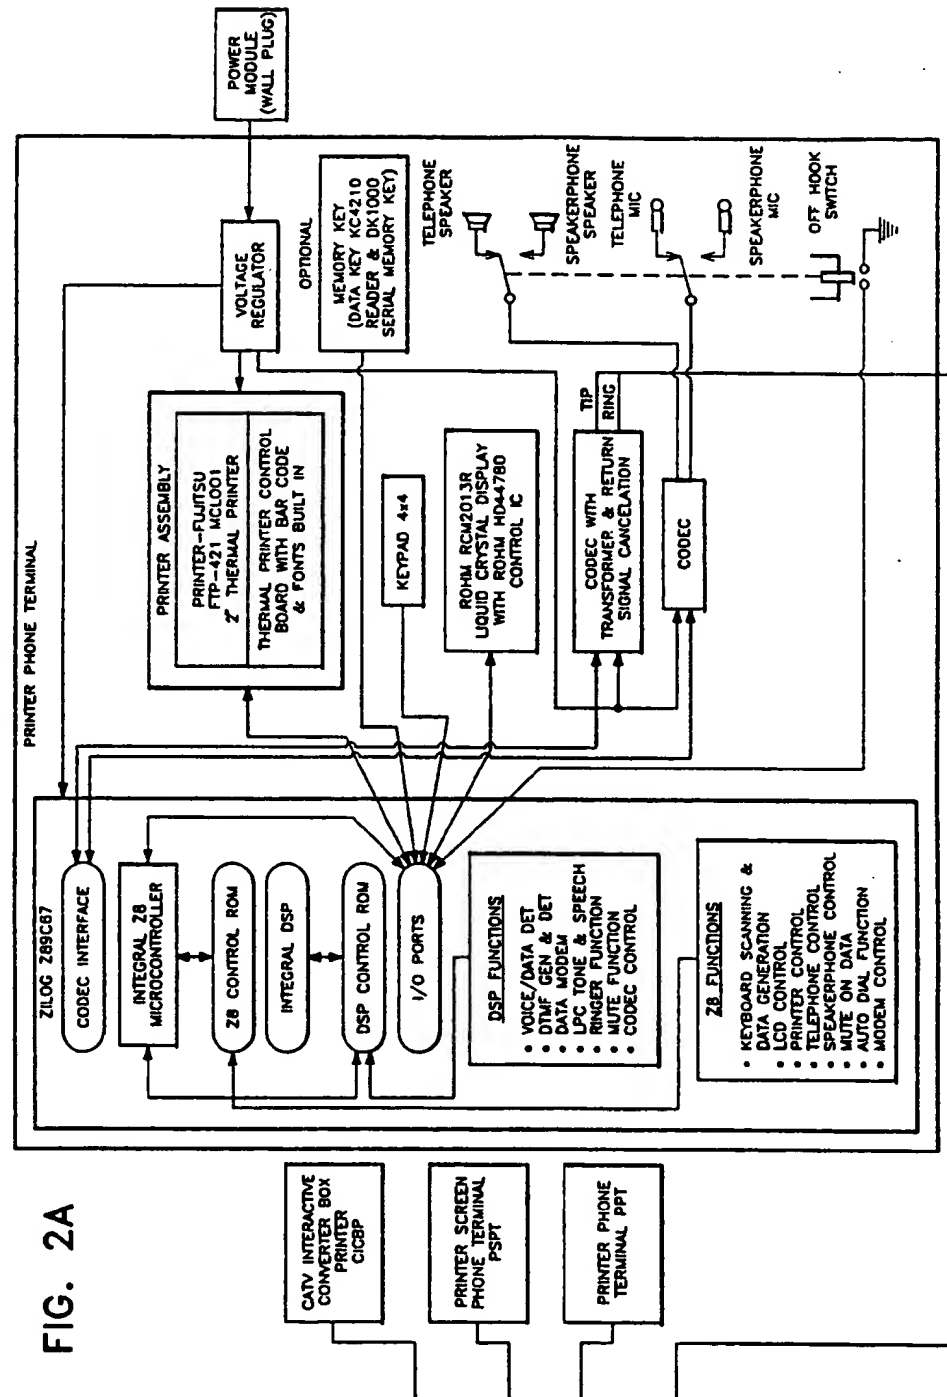 FIG. 2A
PRINTER PHONE TERMINAL
POWER
MODULE
(WALL PLUG)
VOLTAGE
REGULATOR
OPTIONAL
MEMORY KEY
(DATA KEY KC4210
READER & DK1000
SERIAL MEMORY KEY)
PRINTER ASSEMBLY
PRINTER-FUJITSU
FTP-421 MCL001
2" THERMAL PRINTER
THERMAL PRINTER CONTROL
BOARD WITH BAR CODE
& FONTS BUILT IN
KEYPAD 4x4
ROHM RCM2013R
LIQUID CRYSTAL DISPLAY
WITH ROHM HD44780
CONTROL IC
CODEC WITH
TRANSFORMER & RETURN
SIGNAL CANCELATION
TIP
RING
CODEC
TELEPHONE
SPEAKER
SPEAKERPHONE
SPEAKER
TELEPHONE
MIC
SPEAKERPHONE
MIC
OFF HOOK
SWITCH
ZILOG Z89C67
CODEC INTERFACE
INTEGRAL Z8
MICROCONTROLLER
Z8 CONTROL ROM
INTEGRAL DSP
DSP CONTROL ROM
I/O PORTS
DSP FUNCTIONS
• VOICE/DATA DET
• DTMF GEN & DET
• DATA MODEM
• LPC TONE & SPEECH
• RINGER FUNCTION
• MUTE FUNCTION
• CODEC CONTROL
Z8 FUNCTIONS
• KEYBOARD SCANNING &
DATA GENERATION
• LCD CONTROL
• PRINTER CONTROL
• TELEPHONE CONTROL
• SPEAKERPHONE CONTROL
• MUTE ON DATA
• AUTO DIAL FUNCTION
• MODEM CONTROL
CATV INTERACTIVE
CONVERTER BOX
PRINTER
CICBP
PRINTER SCREEN
PHONE TERMINAL
PSPT
PRINTER PHONE
TERMINAL PPT